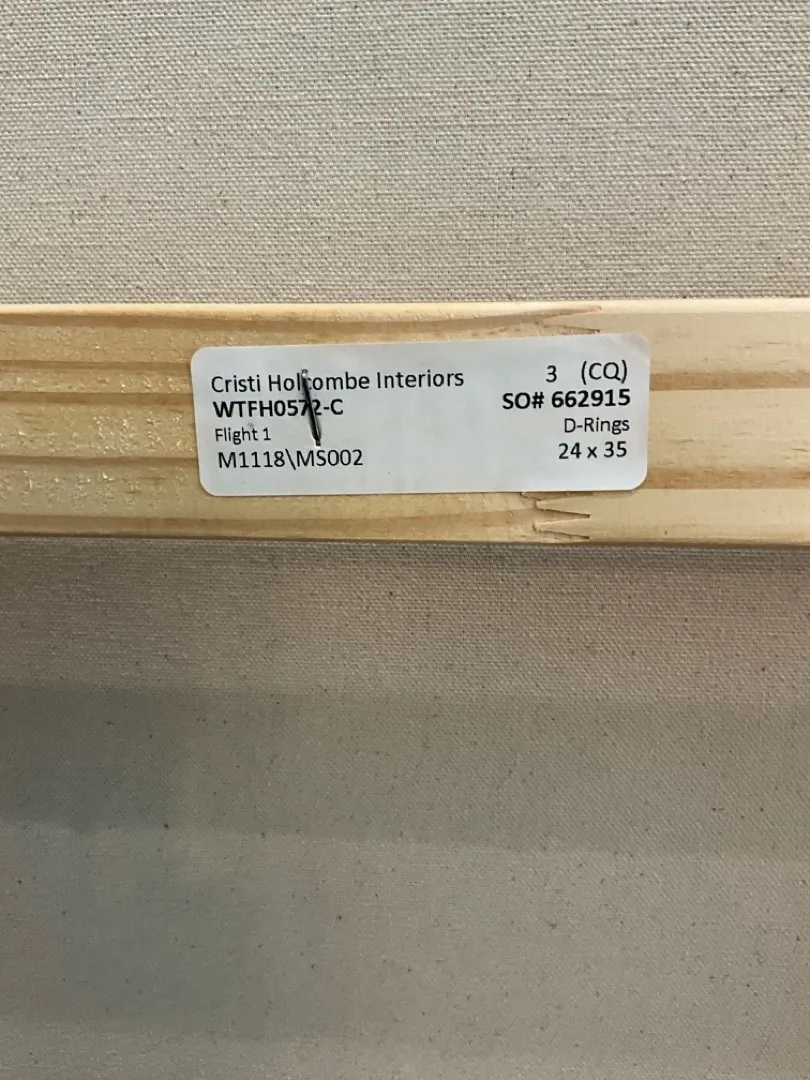 Cristi Holcombe Interiors 3 (CQ)
WTFH0572-C SO# 662915
Flight 1 D-Rings
M1118\MS002 24 x 35